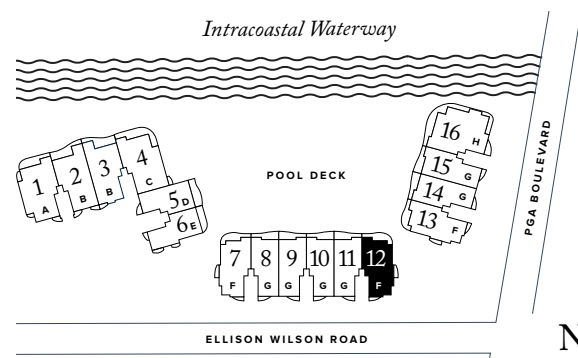 Intracoastal Waterway
1
A
2
B
3
B
4
C
5 D
6 E
POOL DECK
16 H
15 G
14 G
13 F
PGA BOULEVARD
7 8 9 10 11 12
F G G G G F
ELLISON WILSON ROAD
N